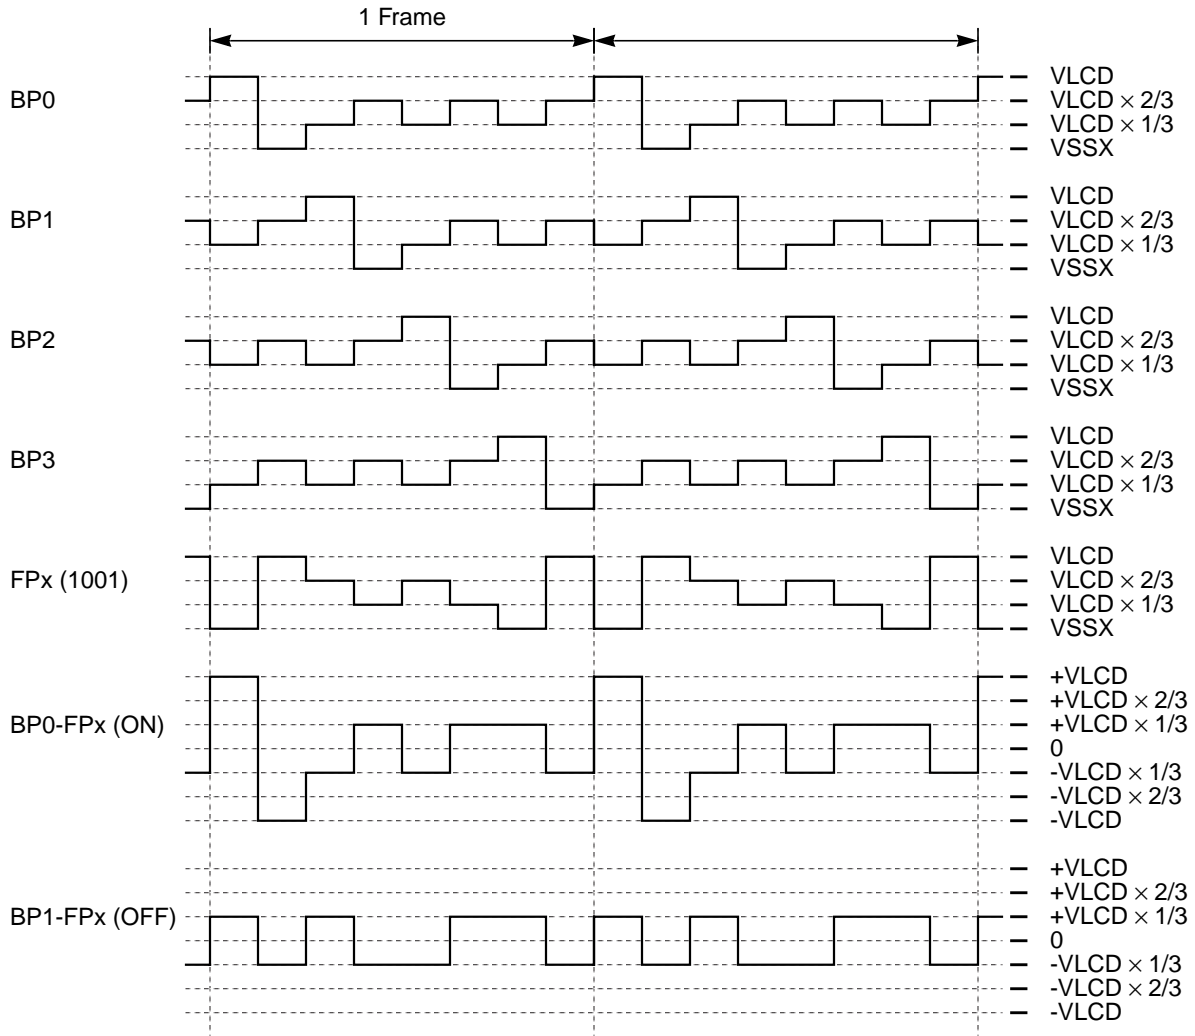 1 Frame
BP0
VLCD
VLCD × 2/3
VLCD × 1/3
VSSX
BP1
VLCD
VLCD × 2/3
VLCD × 1/3
VSSX
BP2
VLCD
VLCD × 2/3
VLCD × 1/3
VSSX
BP3
VLCD
VLCD × 2/3
VLCD × 1/3
VSSX
FPx (1001)
VLCD
VLCD × 2/3
VLCD × 1/3
VSSX
BP0-FPx (ON)
+VLCD
+VLCD × 2/3
+VLCD × 1/3
0
-VLCD × 1/3
-VLCD × 2/3
-VLCD
BP1-FPx (OFF)
+VLCD
+VLCD × 2/3
+VLCD × 1/3
0
-VLCD × 1/3
-VLCD × 2/3
-VLCD